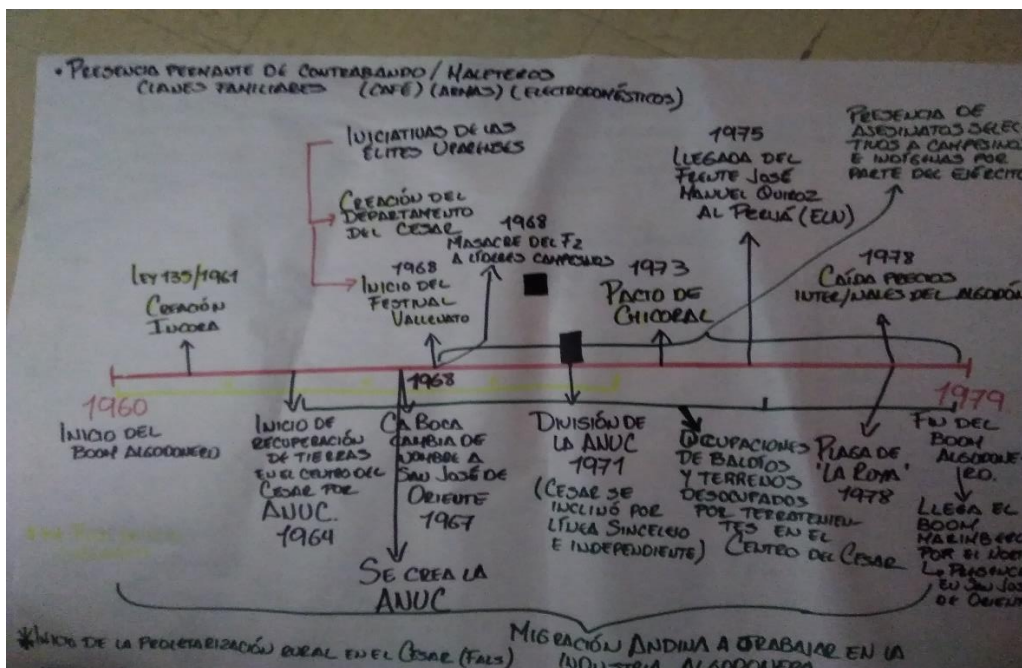 • PRESENCIA PERMANTE DE CONTRABANDO / MALETEROS
CLANES FAMILIARES (CAFÉ) (ARMAS) (ELECTRODOMÉSTICOS)
INICIATIVAS DE LAS
ÉLITES UPARENSES
CREACIÓN DEL
DEPARTAMENTO
DEL CESAR
1968
INICIO DEL
FESTIVAL
VALLENATO
LEY 135/1961
CREACIÓN
INCORA
1968
MASACRE DEL F2
A LÍDERES CAMPESINOS
1973
PACTO DE
CHICORAL
1975
LLEGADA DEL
FRENTE JOSÉ
MANUEL QUIROZ
AL PERIJÁ (ELN)
PRESENCIA DE
ASESINATOS SELEC
TIVOS A CAMPESINOS
E INDÍGENAS POR
PARTE DEL EJÉRCITO
1978
CAÍDA PRECIOS
INTER/NALES DEL ALGODÓN
1960
INICIO DEL
BOOM ALGODONERO
INICIO DE
RECUPERACIÓN
DE TIERRAS
EN EL CENTRO DEL
CESAR POR
ANUC.
1964
1968
LA BOCA
CAMBIA DE
NOMBRE A
SAN JOSÉ DE
ORIENTE
1967
SE CREA LA
ANUC
DIVISIÓN DE
LA ANUC
1971
(CESAR SE
INCLINÓ POR
LÍNEA SINCELEJO
E INDEPENDIENTE)
OCUPACIONES
DE BALDÍOS
Y TERRENOS
DESOCUPADOS
POR TERRATENIEN
TES EN EL
CENTRO DEL CESAR
PLAGA DE
"LA ROYA"
1978
1979
FIN DEL
BOOM
ALGODONE
RO.
LLEGA EL
BOOM
MARIMBERO
POR EL NORTE
LA PRESENCIA
EN SAN JOSÉ
DE ORIENTE
*INICIO DE LA PROLETARIZACIÓN RURAL EN EL CESAR (FALS)
MIGRACIÓN ANDINA A TRABAJAR EN LA
INDUSTRIA ALGODONERA